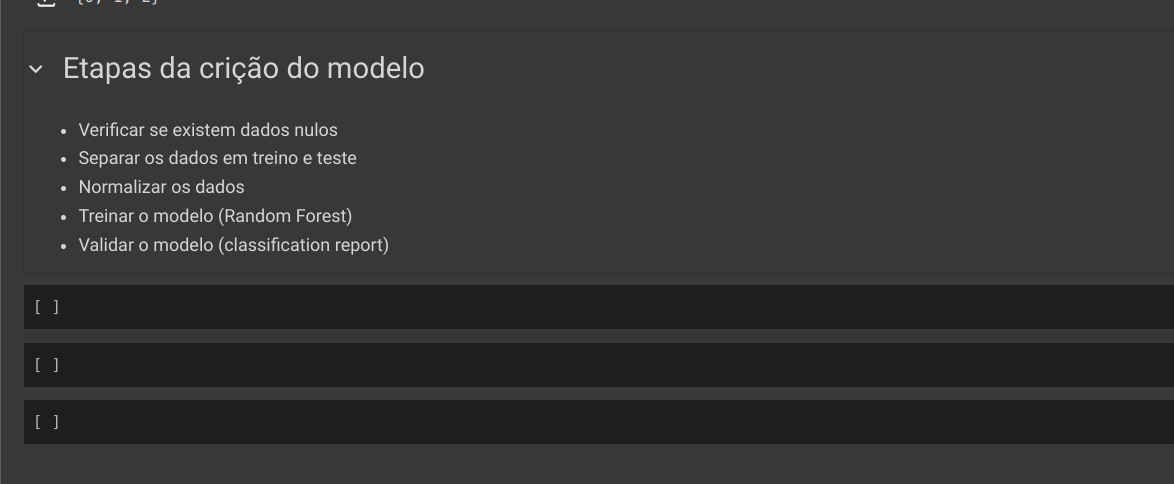 Etapas da crição do modelo
Verificar se existem dados nulos
Separar os dados em treino e teste
Normalizar os dados
Treinar o modelo (Random Forest)
Validar o modelo (classification report)
[ ]
[ ]
[ ]